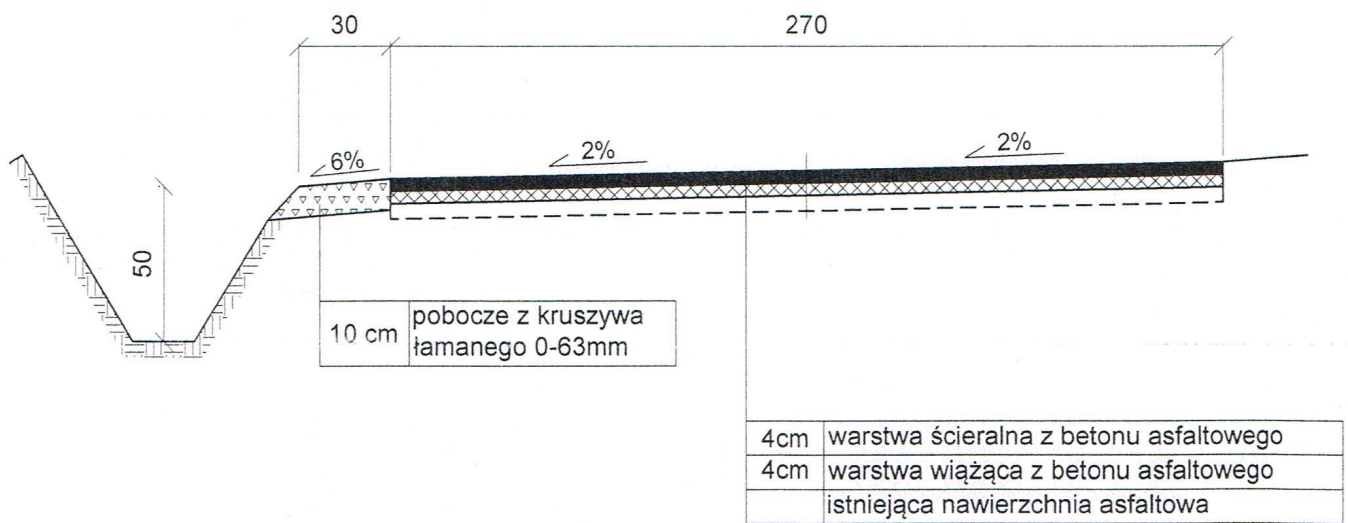 30
270
6%
2%
2%
50
10 cm
pobocze z kruszywa
łamanego 0-63mm
4cm warstwa ścieralna z betonu asfaltowego
4cm warstwa wiążąca z betonu asfaltowego
istniejąca nawierzchnia asfaltowa